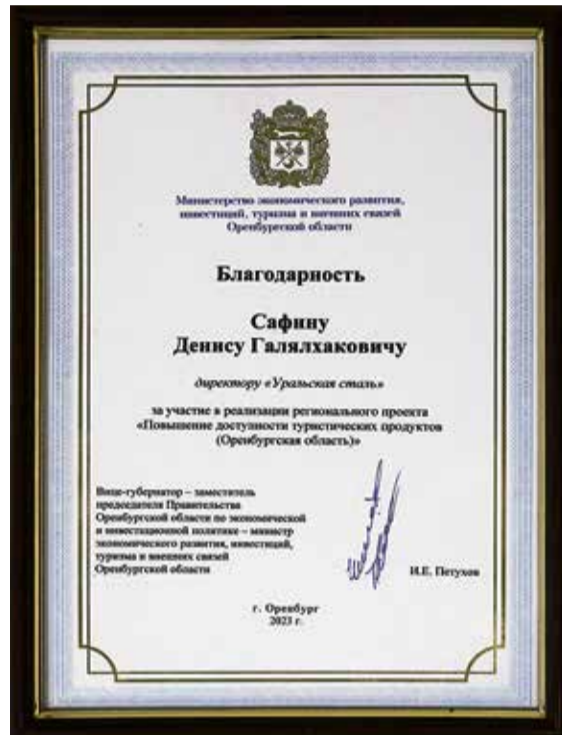 Министерство экономического развития,
инвестиций, туризма и внешних связей
Оренбургской области
Благодарность
Сафину
Денису Галялхаковичу
директору «Уральская сталь»
за участие в реализации регионального проекта
«Повышение доступности туристических продуктов
(Оренбургская область)»
Вице-губернатор – заместитель
председателя Правительства
Оренбургской области по экономической
и инвестиционной политике – министр
экономического развития, инвестиций,
туризма и внешних связей
Оренбургской области
И.Е. Петухов
г. Оренбург
2023 г.